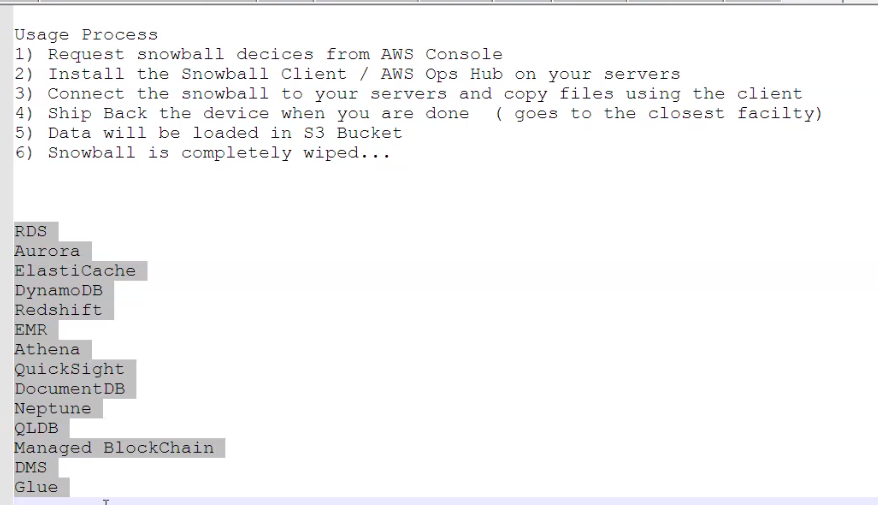 Usage Process
1) Request snowball decices from AWS Console
2) Install the Snowball Client / AWS Ops Hub on your servers
3) Connect the snowball to your servers and copy files using the client
4) Ship Back the device when you are done  ( goes to the closest facilty)
5) Data will be loaded in S3 Bucket
6) Snowball is completely wiped...
RDS
Aurora
ElastiCache
DynamoDB
Redshift
EMR
Athena
QuickSight
DocumentDB
Neptune
QLDB
Managed BlockChain
DMS
Glue